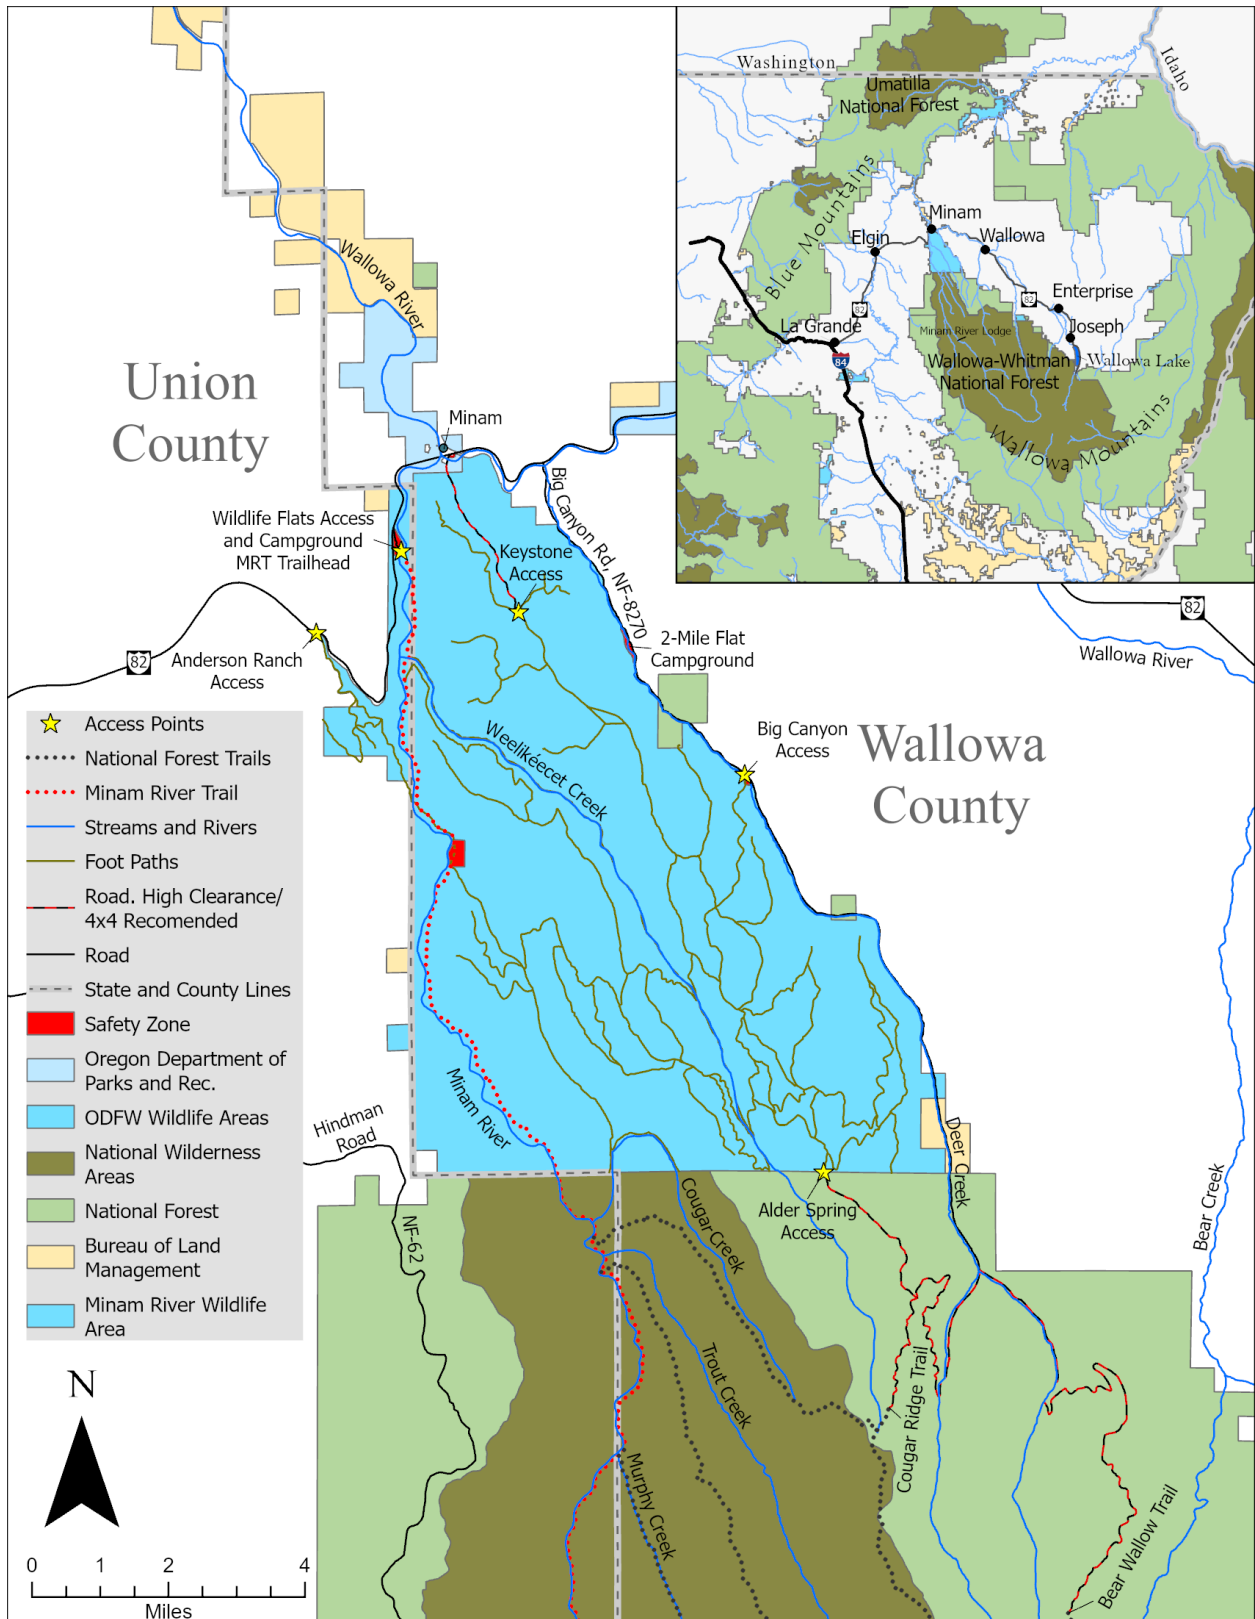 Washington
Idaho
Umatilla
National Forest
Blue Mountains
Minam
Elgin
Wallowa
82
82
Enterprise
La Grande
Joseph
Minam River Lodge
84
Wallowa-Whitman
National Forest
Wallowa Lake
Wallowa Mountains
Wallowa River
Union
County
Minam
Big Canyon Rd, NF-8270
Wildlife Flats Access
and Campground
MRT Trailhead
Keystone
Access
82
2-Mile Flat
Campground
Wallowa River
82
Anderson Ranch
Access
Weelikéecet Creek
Big Canyon
Access
Wallowa
County
Access Points
National Forest Trails
Minam River Trail
Streams and Rivers
Foot Paths
Road. High Clearance/
4x4 Recomended
Road
State and County Lines
Safety Zone
Oregon Department of
Parks and Rec.
ODFW Wildlife Areas
National Wilderness
Areas
National Forest
Bureau of Land
Management
Minam River Wildlife
Area
Minam River
Hindman
Road
NF-62
Deer Creek
Bear Creek
Alder Spring
Access
Cougar Creek
Trout Creek
Cougar Ridge Trail
Murphy Creek
Bear Wallow Trail
N
0 1 2 4
Miles